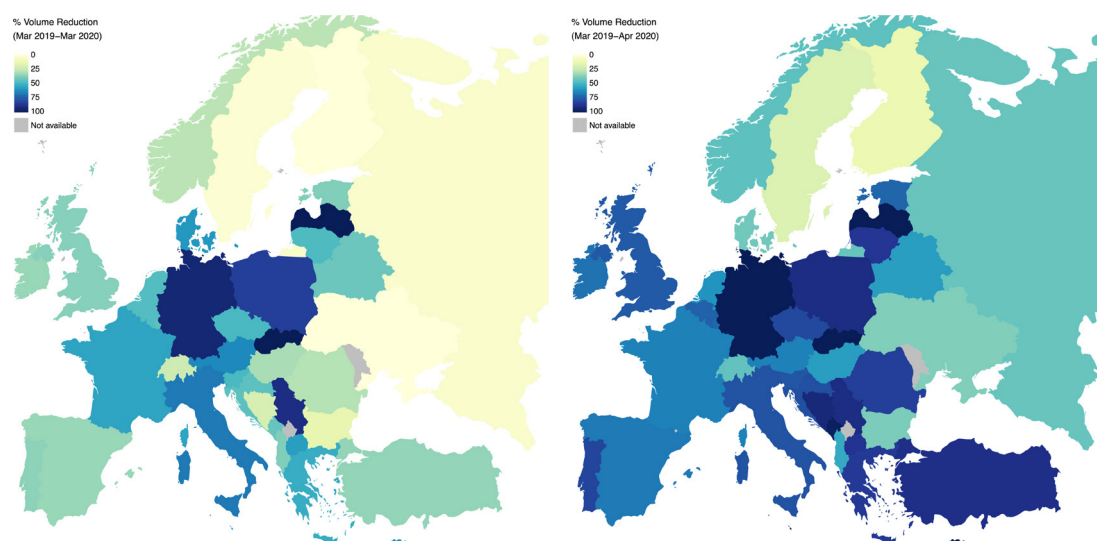 % Volume Reduction
(Mar 2019–Mar 2020)
0
25
50
75
100
Not available
% Volume Reduction
(Mar 2019–Apr 2020)
0
25
50
75
100
Not available